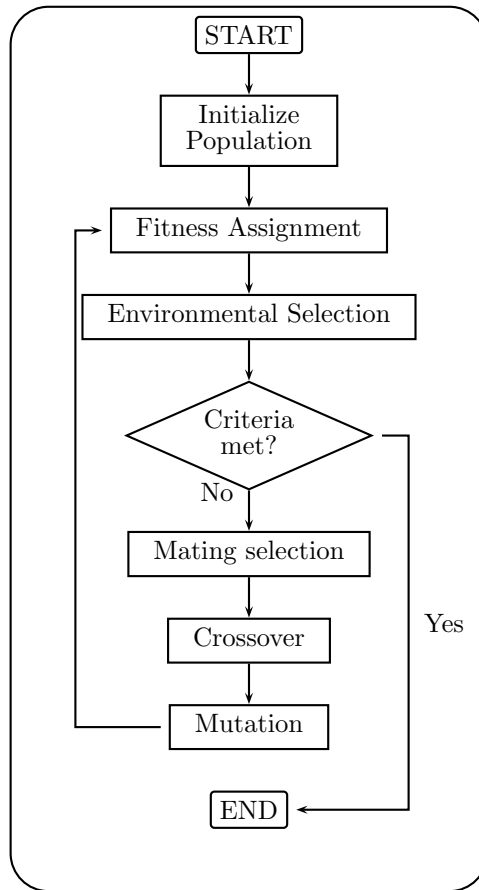 START
Initialize
Population
Fitness Assignment
Environmental Selection
Criteria
met?
No
Mating selection
Crossover
Yes
Mutation
END